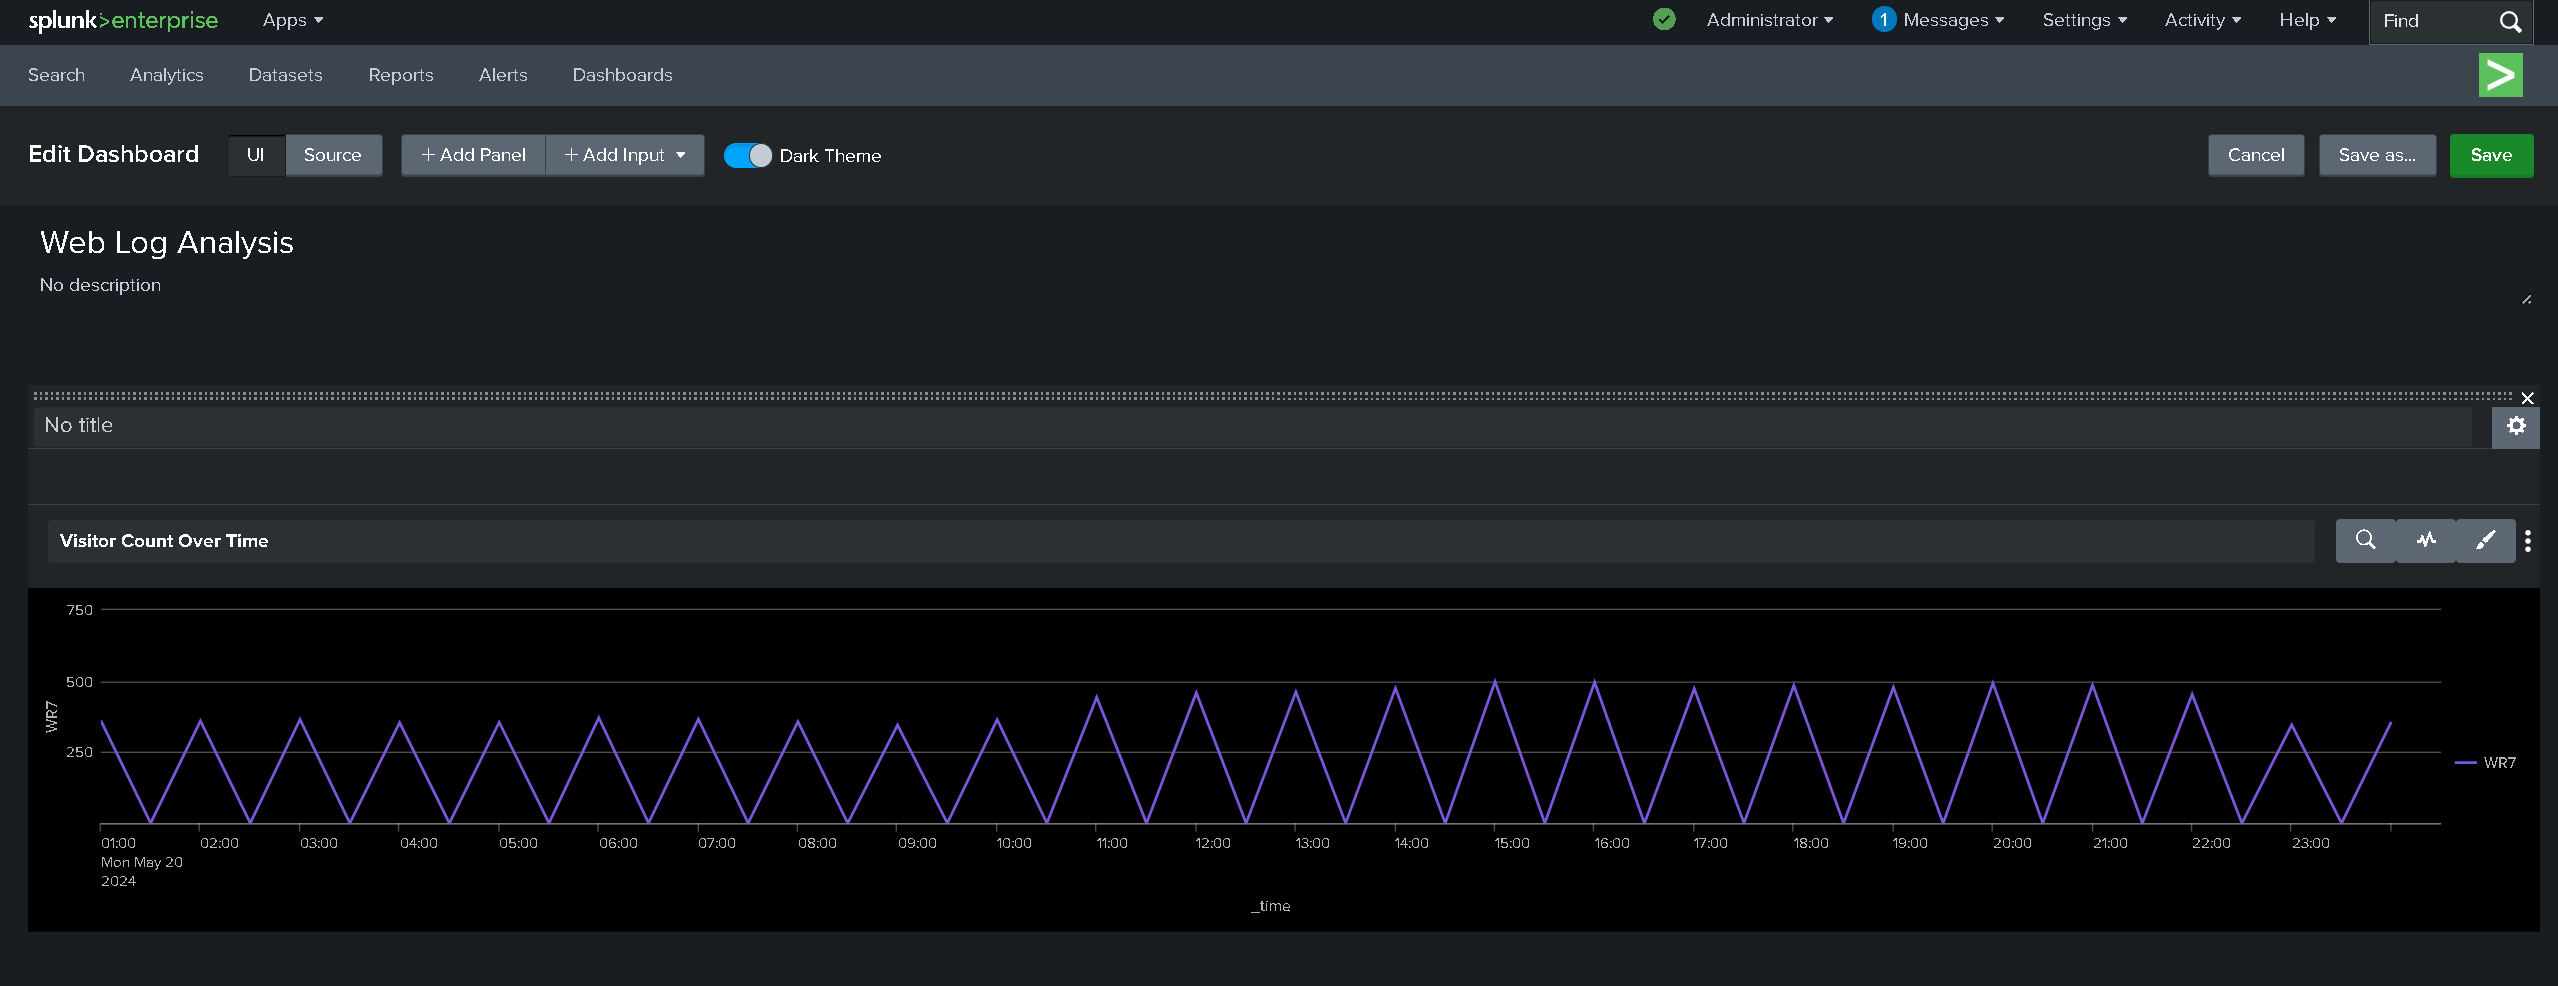 splunk>enterprise Apps Administrator 1 Messages Settings Activity Help Find
Search Analytics Datasets Reports Alerts Dashboards
Edit Dashboard UI Source + Add Panel + Add Input Dark Theme Cancel Save as... Save
Web Log Analysis
No description
No title
Visitor Count Over Time
750
500
250
WR7
WR7
01:00 02:00 03:00 04:00 05:00 06:00 07:00 08:00 09:00 10:00 11:00 12:00 13:00 14:00 15:00 16:00 17:00 18:00 19:00 20:00 21:00 22:00 23:00
Mon May 20
2024
_time